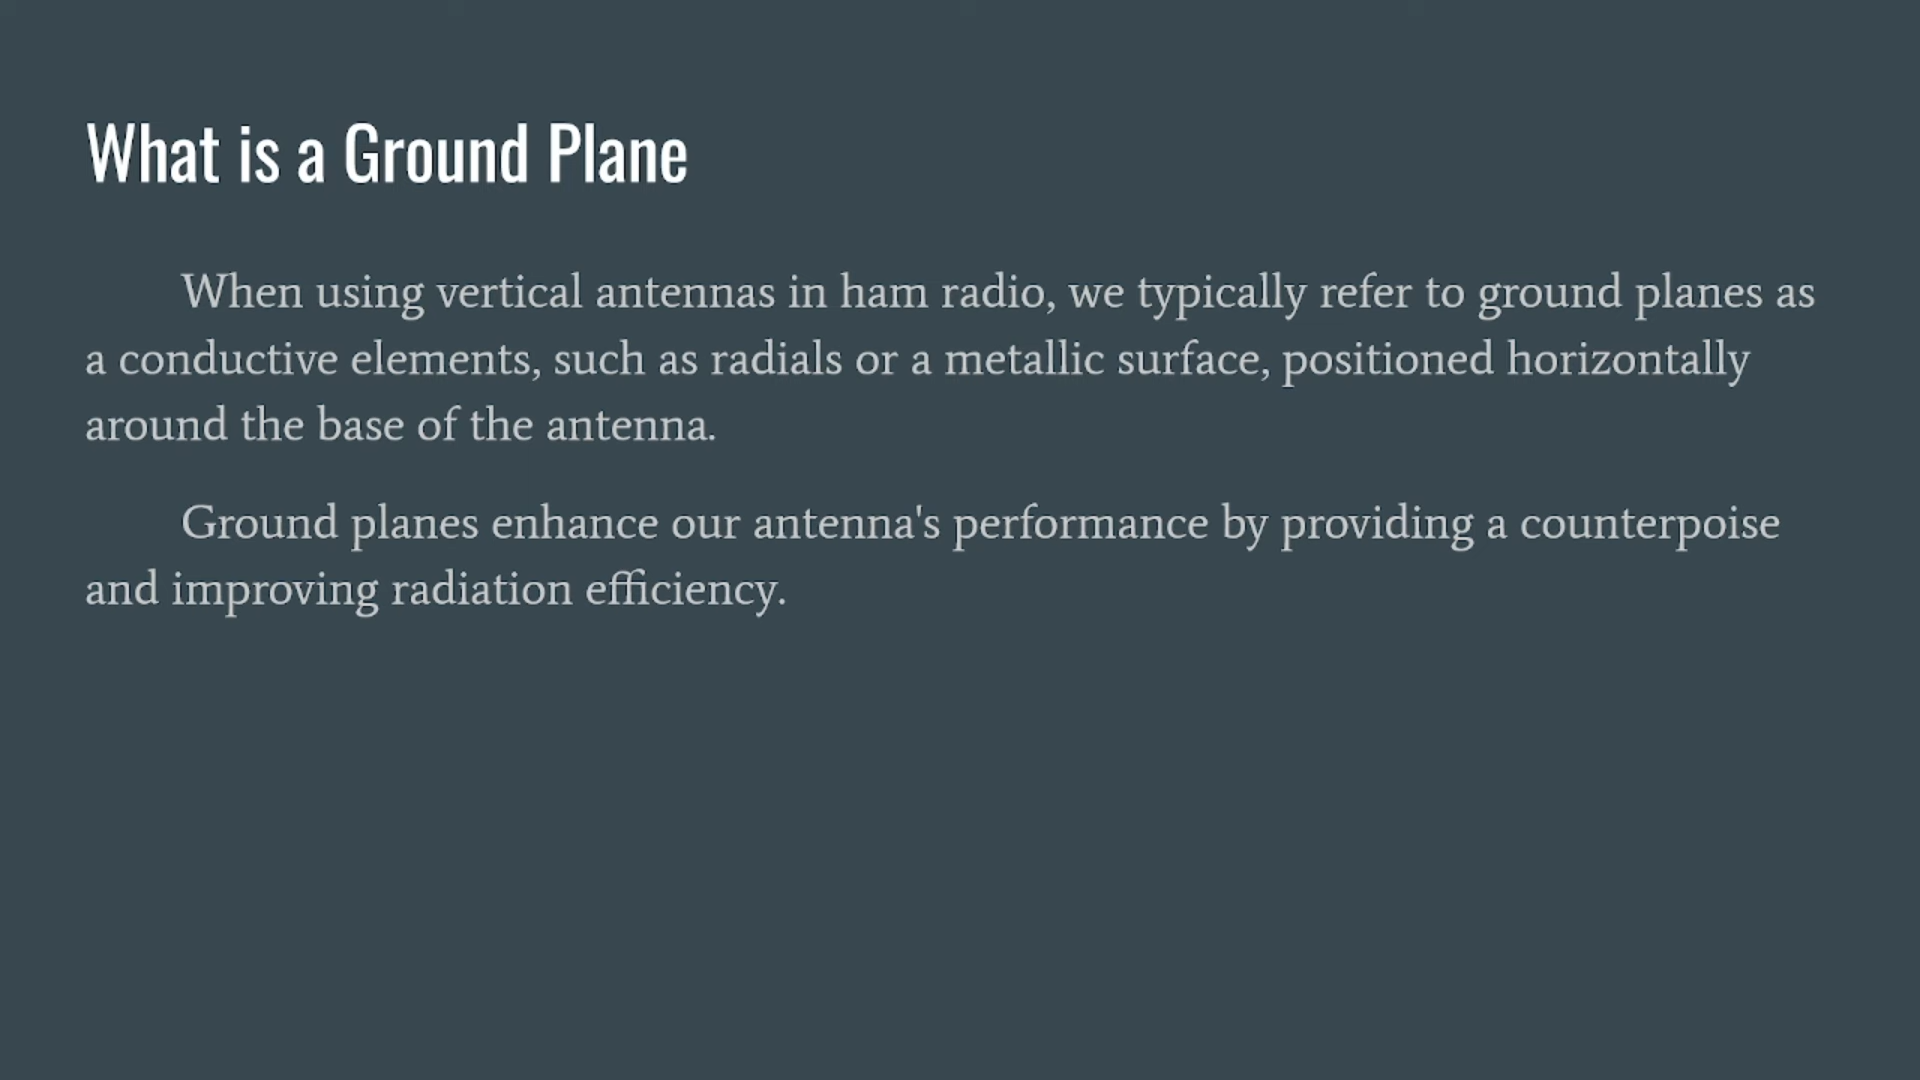 What is a Ground Plane
When using vertical antennas in ham radio, we typically refer to ground planes as
a conductive elements, such as radials or a metallic surface, positioned horizontally
around the base of the antenna.
Ground planes enhance our antenna's performance by providing a counterpoise
and improving radiation efficiency.